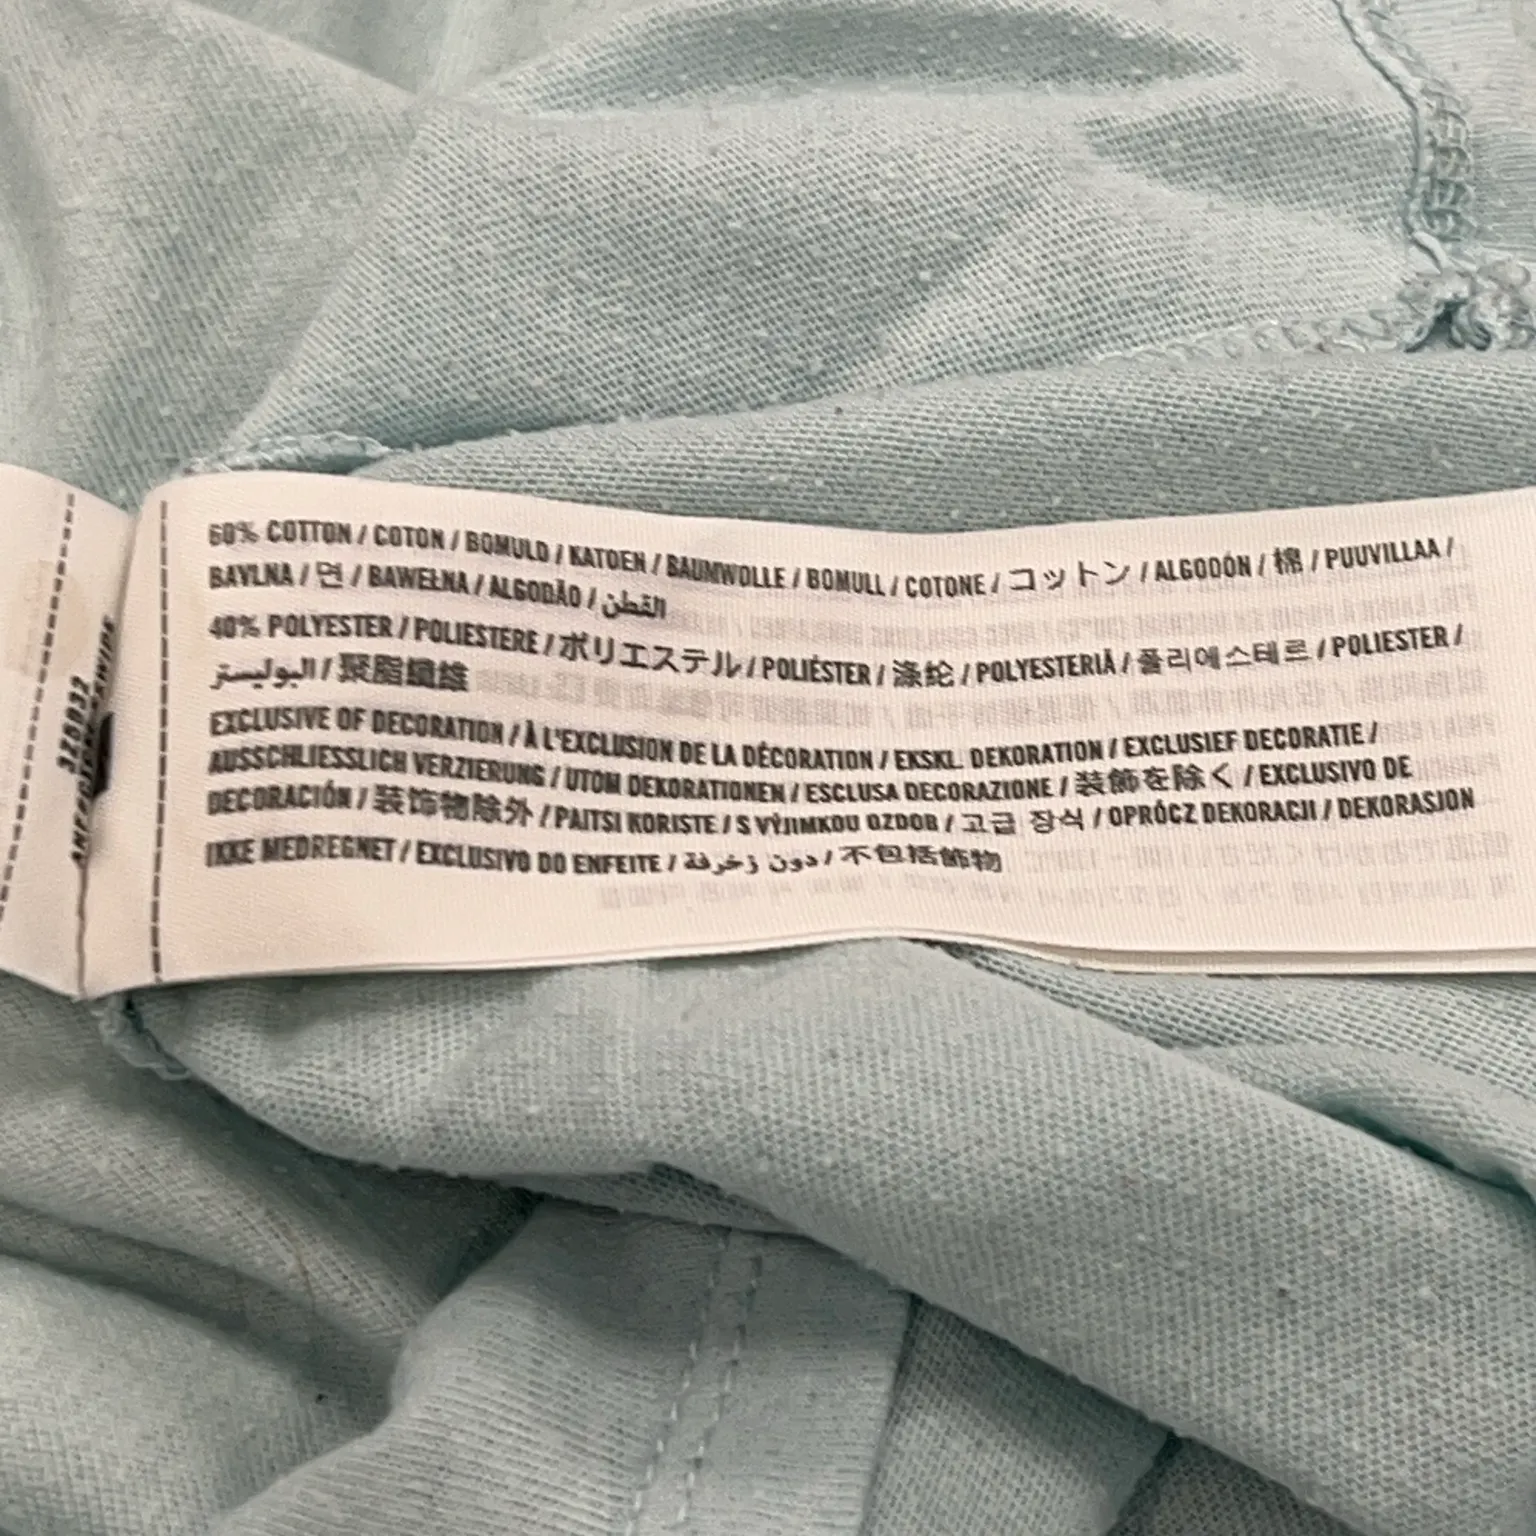 60% COTTON / COTON / BOMULD / KATOEN / BAUMWOLLE / BOMULL / COTONE / コットン / ALGODÓN / 棉 / PUUVILLAA /
BAVLNA / 면 / BAWEŁNA / ALGODÃO / القطن
40% POLYESTER / POLIESTERE / ポリエステル / POLIÉSTER / 涤纶 / POLYESTERIÄ / 폴리에스테르 / POLIESTER /
البوليستر / 聚脂纖維
EXCLUSIVE OF DECORATION / À L'EXCLUSION DE LA DÉCORATION / EKSKL. DEKORATION / EXCLUSIEF DECORATIE /
AUSSCHLIESSLICH VERZIERUNG / UTOM DEKORATIONEN / ESCLUSA DECORAZIONE / 装飾を除く / EXCLUSIVO DE
DECORACIÓN / 装饰物除外 / PAITSI KORISTE / S VÝJIMKOU OZDOB / 고급 장식 / OPRÓCZ DEKORACJI / DEKORASJON
IKKE MEDREGNET / EXCLUSIVO DO ENFEITE / دون زخرفة / 不包括飾物
325932